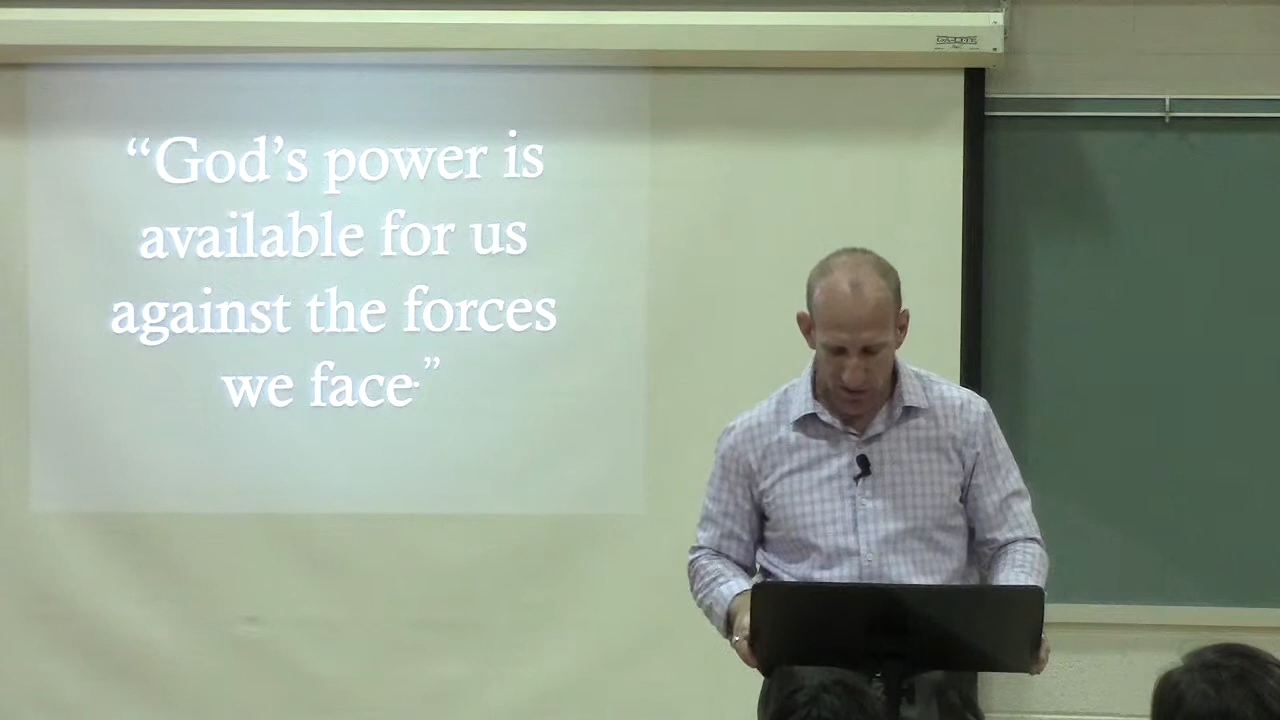 “God’s power is
available for us
against the forces
we face.”